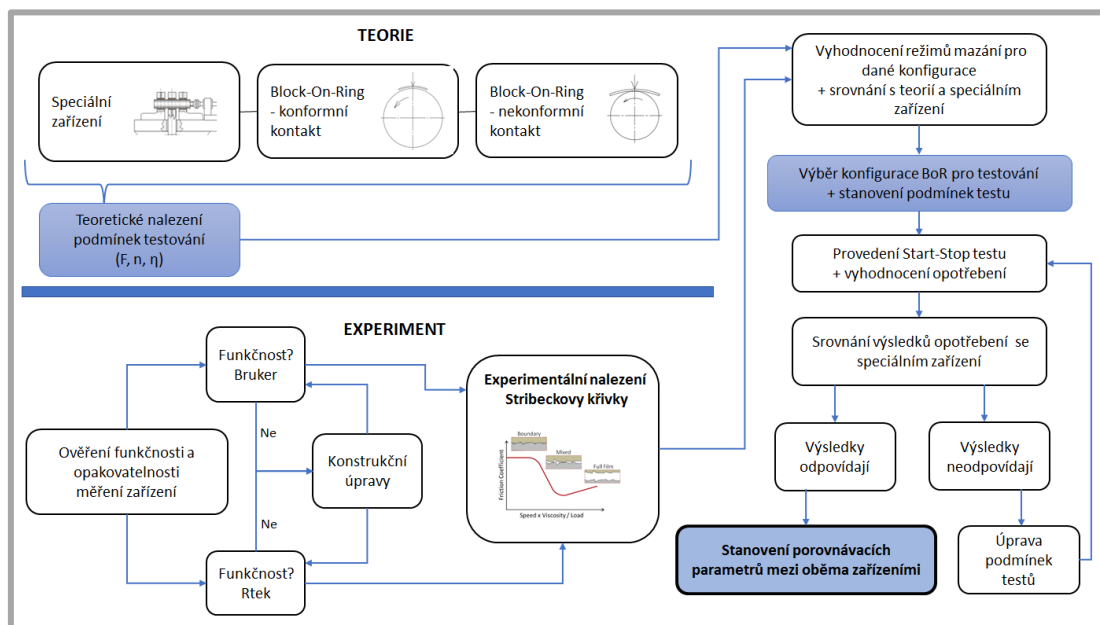 TEORIE
Speciální
zařízení
Block-On-Ring
- konformní
kontakt
Block-On-Ring
- nekonformní
kontakt
Teoretické nalezení
podmínek testování
(F, n, η)
EXPERIMENT
Ověření funkčnosti a
opakovatelnosti
měření zařízení
Funkčnost?
Bruker
Ne
Konstrukční
úpravy
Ne
Funkčnost?
Rtek
Experimentální nalezení
Stribeckovy křivky
Boundary
Mixed
Full Film
Friction Coefficient
Speed x Viscosity / Load
Vyhodnocení režimů mazání pro
dané konfigurace
+ srovnání s teorií a speciálním
zařízení
Výběr konfigurace BoR pro testování
+ stanovení podmínek testu
Provedení Start-Stop testu
+ vyhodnocení opotřebení
Srovnání výsledků opotřebení se
speciálním zařízení
Výsledky
odpovídají
Výsledky
neodpovídají
Stanovení porovnávacích
parametrů mezi oběma zařízeními
Úprava
podmínek
testů